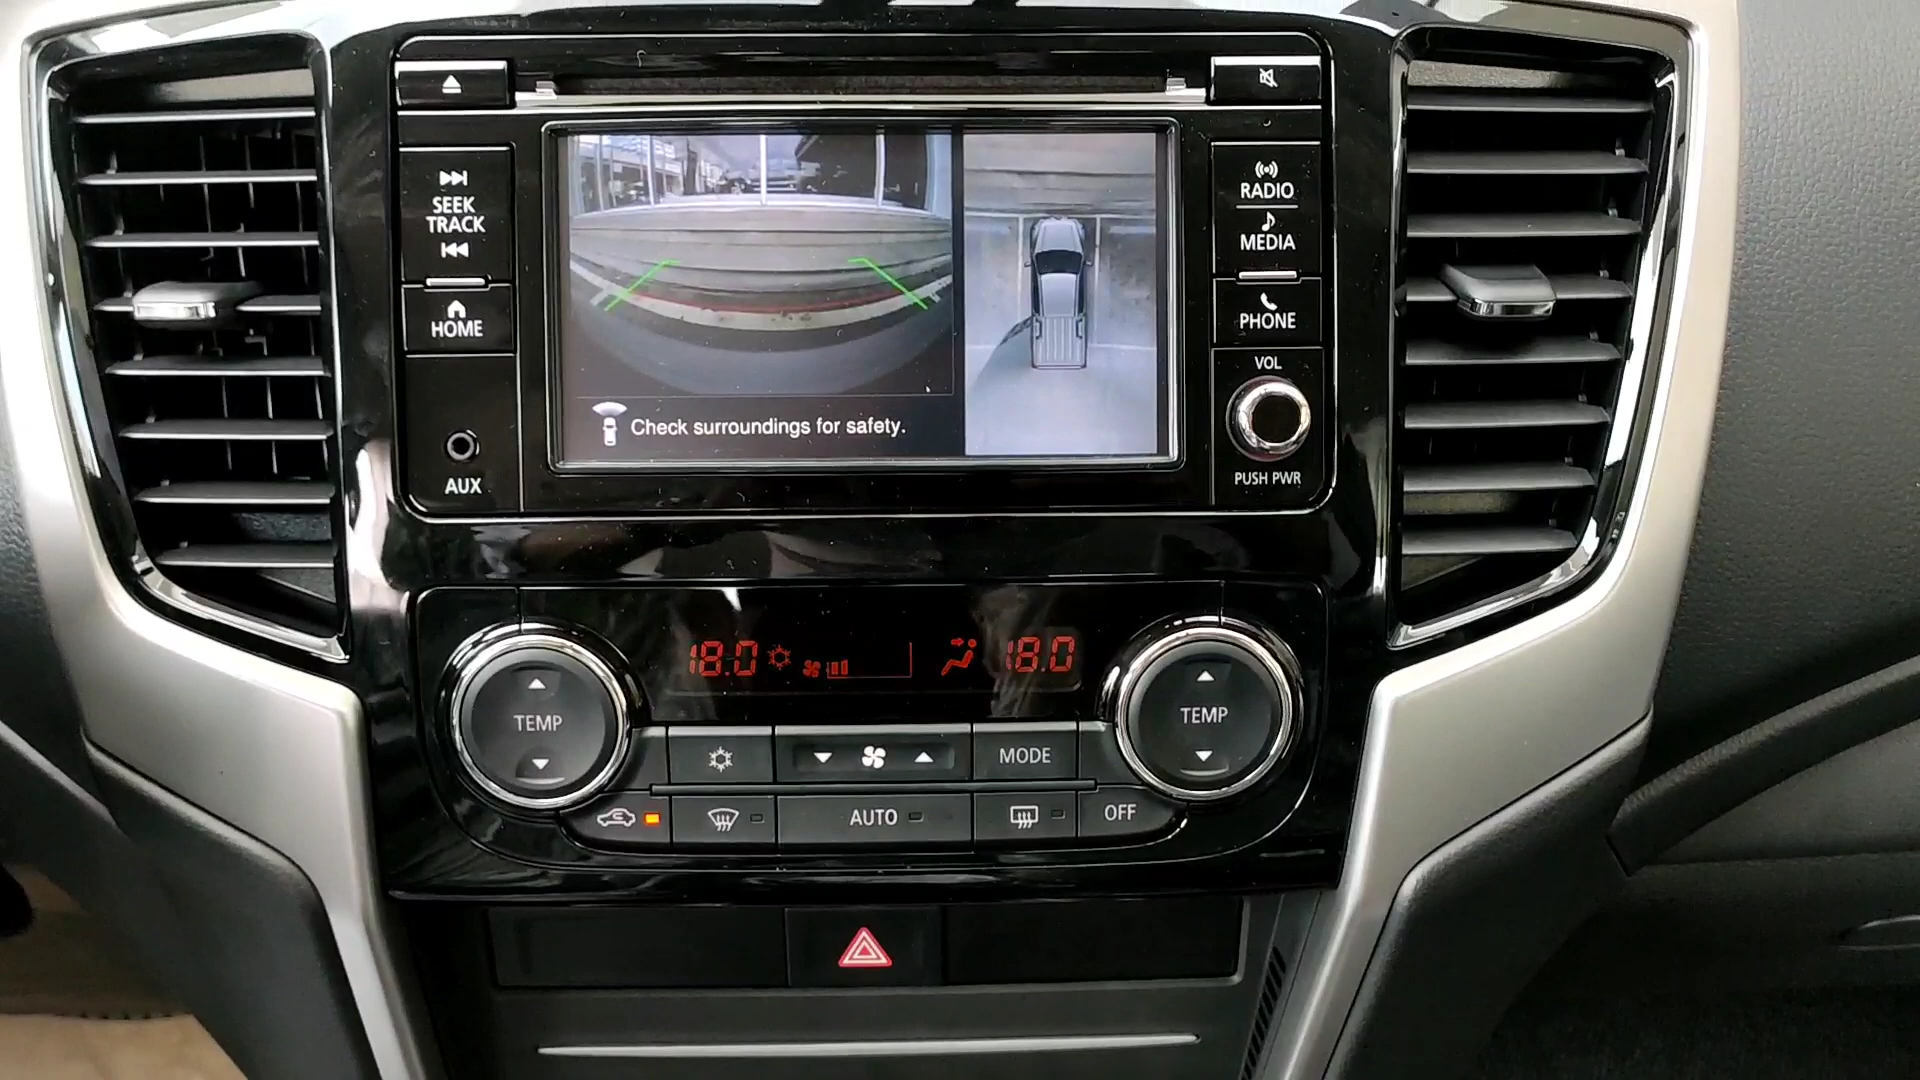 SEEK
TRACK
HOME
AUX
Check surroundings for safety.
RADIO
MEDIA
PHONE
VOL
PUSH PWR
18.0
18.0
TEMP
TEMP
MODE
AUTO
OFF